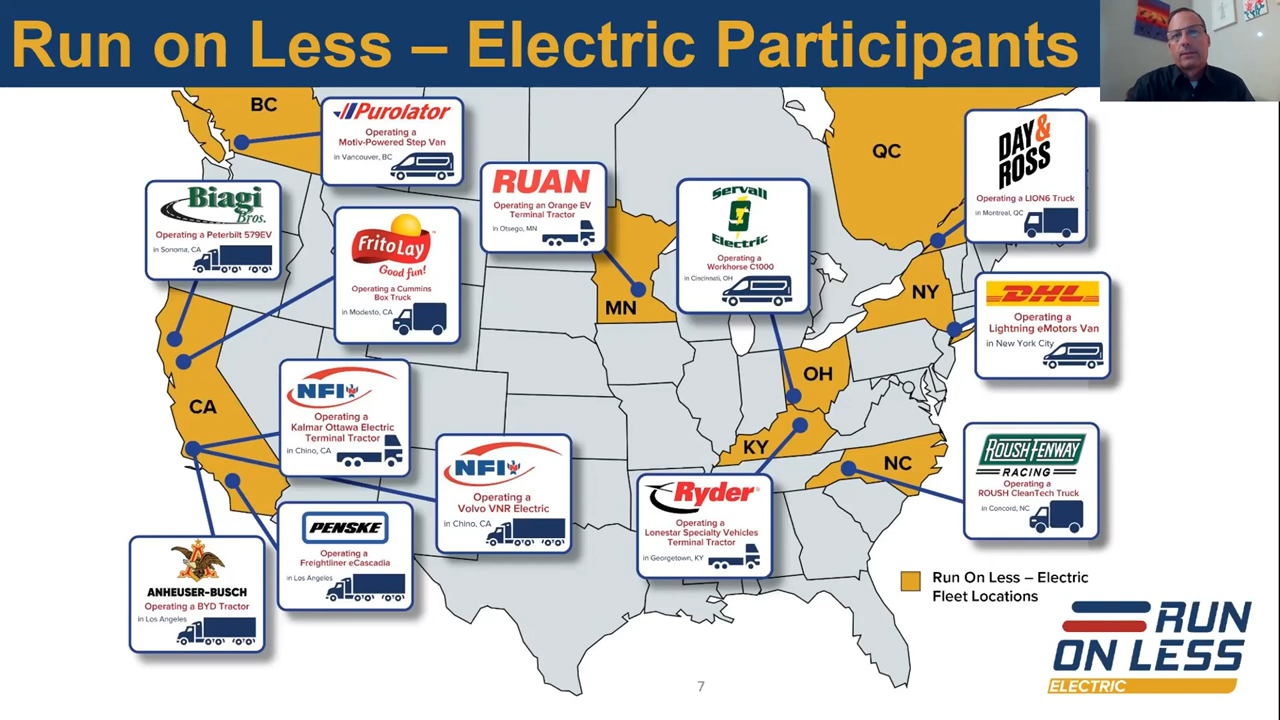 Run on Less – Electric Participants
BC
Purolator
Operating a
Motiv-Powered Step Van
in Vancouver, BC
QC
DAY&
ROSS
Operating a LION6 Truck
in Montreal, QC
RUAN
Operating an Orange EV
Terminal Tractor
in Otsego, MN
Servall
Electric
Operating a
Workhorse C1000
in Cincinnati, OH
Biagi
Bros.
Operating a Peterbilt 579EV
in Sonoma, CA
Frito Lay
Good fun!
Operating a Cummins
Box Truck
in Modesto, CA
MN
NY
DHL
Operating a
Lightning eMotors Van
in New York City
OH
CA
NFI
Operating a
Kalmar Ottawa Electric
Terminal Tractor
in Chino, CA
NFI
Operating a
Volvo VNR Electric
in Chino, CA
KY
NC
ROUSH FENWAY
RACING
Operating a
ROUSH CleanTech Truck
in Concord, NC
Ryder
Operating a
Lonestar Specialty Vehicles
Terminal Tractor
in Georgetown, KY
PENSKE
Operating a
Freightliner eCascadia
in Los Angeles
ANHEUSER-BUSCH
Operating a BYD Tractor
in Los Angeles
Run On Less – Electric
Fleet Locations
RUN
ON LESS
ELECTRIC
7